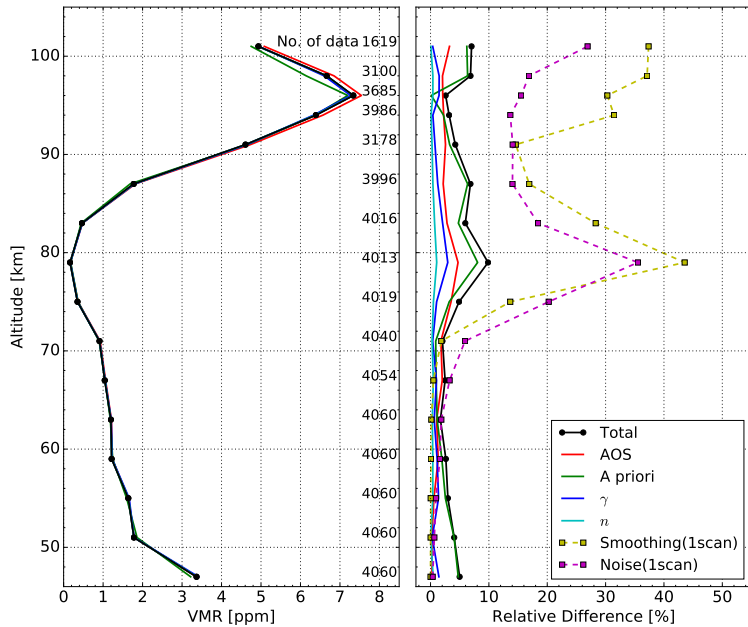 No. of data
1619
3100
3685
3986
3178
3996
4016
4013
4019
4040
4054
4060
4060
4060
4060
4060
100
90
80
70
60
50
Altitude [km]
0 1 2 3 4 5 6 7 8
VMR [ppm]
Total
AOS
A priori
γ
n
Smoothing(1scan)
Noise(1scan)
0 10 20 30 40 50
Relative Difference [%]